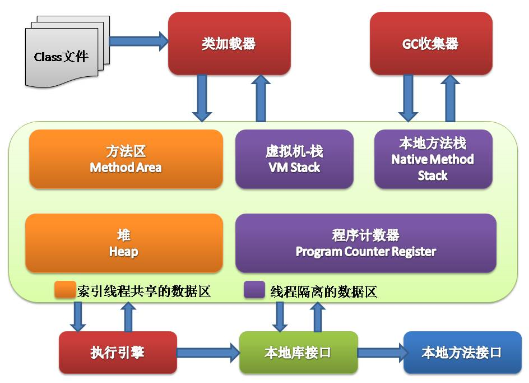 Class文件
类加载器
GC收集器
方法区
Method Area
虚拟机-栈
VM Stack
本地方法栈
Native Method
Stack
堆
Heap
程序计数器
Program Counter Register
索引线程共享的数据区
线程隔离的数据区
执行引擎
本地库接口
本地方法接口